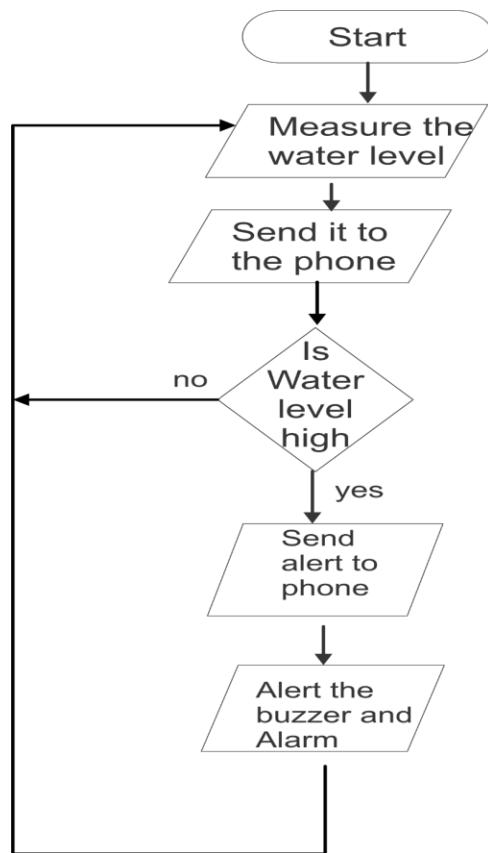 Start
Measure the
water level
Send it to
the phone
Is
Water
level
high
no
yes
Send
alert to
phone
Alert the
buzzer and
Alarm